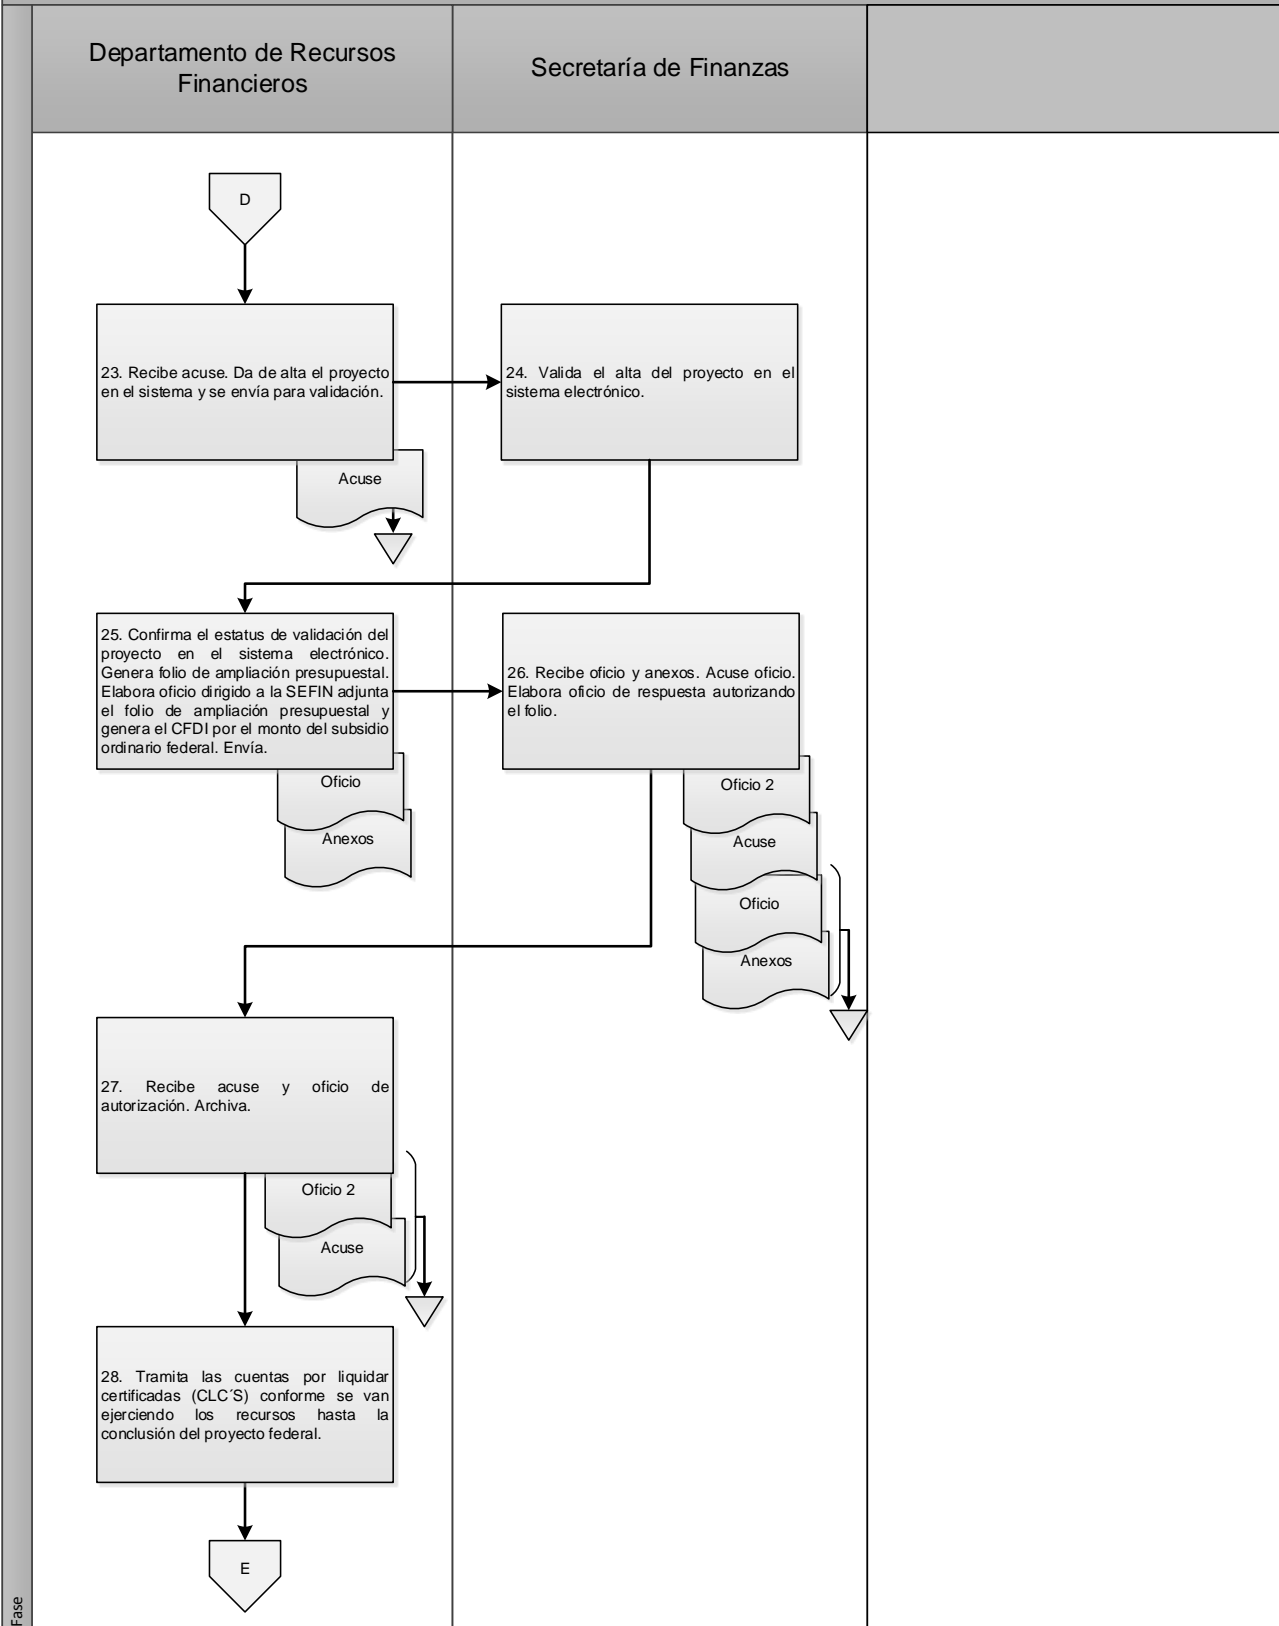 Departamento de Recursos
Financieros
Secretaría de Finanzas
D
23. Recibe acuse. Da de alta el proyecto
en el sistema y se envía para validación.
Acuse
24. Valida el alta del proyecto en el
sistema electrónico.
25. Confirma el estatus de validación del
proyecto en el sistema electrónico.
Genera folio de ampliación presupuestal.
Elabora oficio dirigido a la SEFIN adjunta
el folio de ampliación presupuestal y
genera el CFDI por el monto del subsidio
ordinario federal. Envía.
Oficio
Anexos
26. Recibe oficio y anexos. Acuse oficio.
Elabora oficio de respuesta autorizando
el folio.
Oficio 2
Acuse
Oficio
Anexos
27. Recibe acuse y oficio de
autorización. Archiva.
Oficio 2
Acuse
28. Tramita las cuentas por liquidar
certificadas (CLC´S) conforme se van
ejerciendo los recursos hasta la
conclusión del proyecto federal.
E
Fase